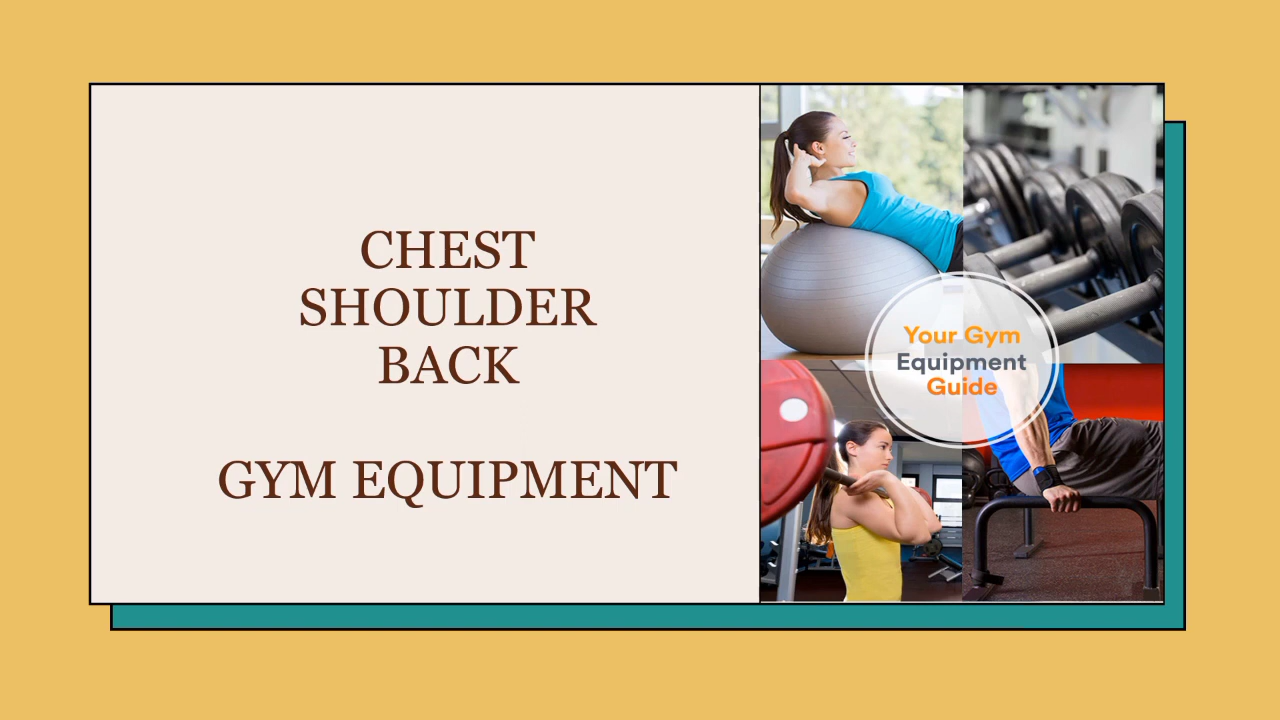 CHEST
SHOULDER
BACK
GYM EQUIPMENT
Your Gym
Equipment
Guide